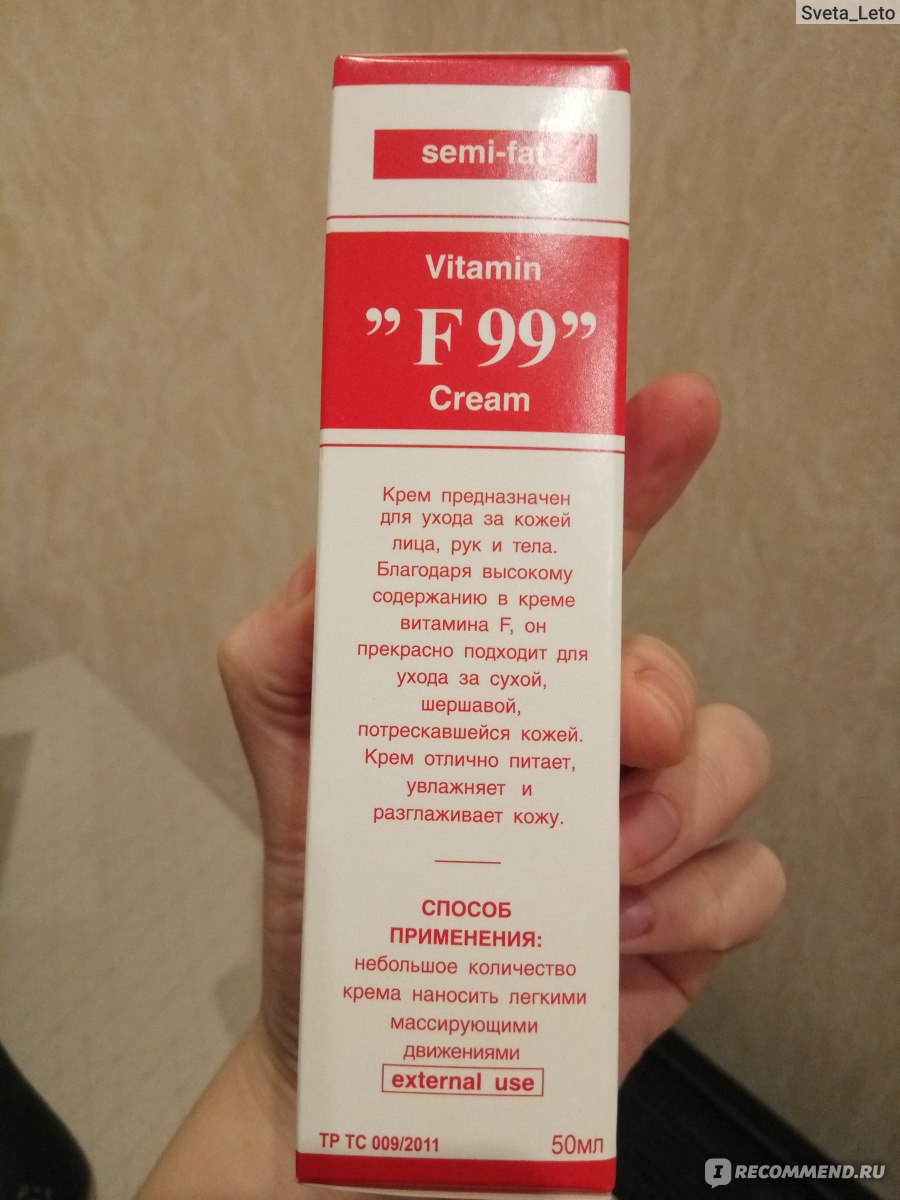 Sveta_Leto
semi-fat
Vitamin
” F 99”
Cream
Крем предназначен
для ухода за кожей
лица, рук и тела.
Благодаря высокому
содержанию в креме
витамина F, он
прекрасно подходит для
ухода за сухой,
шершавой,
потрескавшейся кожей.
Крем отлично питает,
увлажняет и
разглаживает кожу.
СПОСОБ
ПРИМЕНЕНИЯ:
небольшое количество
крема наносить легкими
массирующими
движениями
external use
ТР ТС 009/2011 50мл
IRECOMMEND.RU